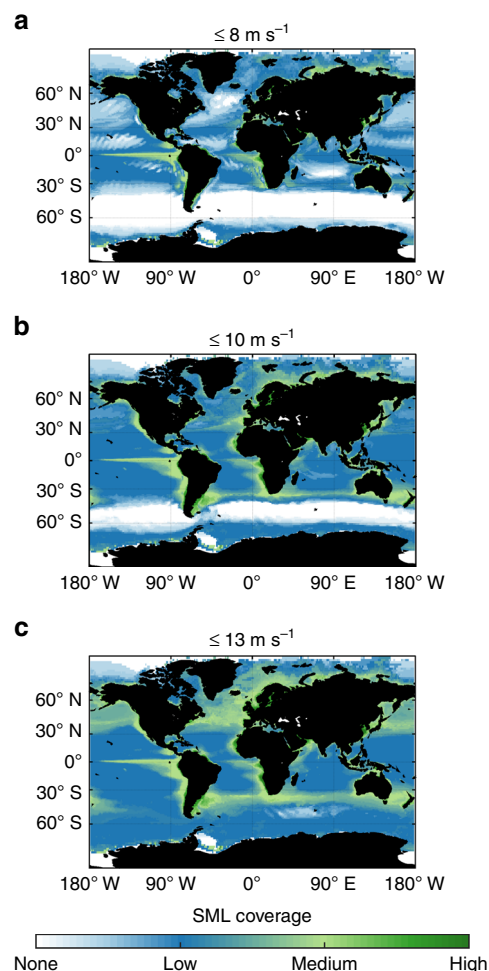 a
≤ 8 m s⁻¹
60° N
30° N
0°
30° S
60° S
180° W 90° W 0° 90° E 180° W
b
≤ 10 m s⁻¹
60° N
30° N
0°
30° S
60° S
180° W 90° W 0° 90° E 180° W
c
≤ 13 m s⁻¹
60° N
30° N
0°
30° S
60° S
180° W 90° W 0° 90° E 180° W
SML coverage
None Low Medium High